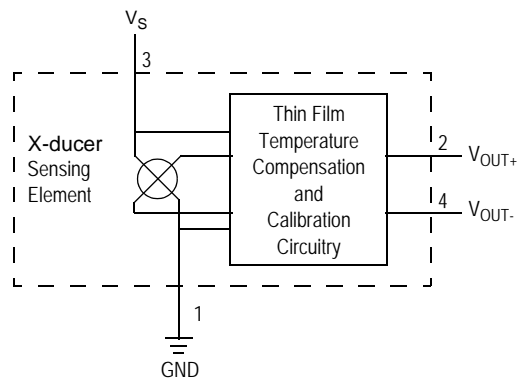 VS
3
X-ducer
Sensing
Element
Thin Film
Temperature
Compensation
and
Calibration
Circuitry
2
VOUT+
4
VOUT-
1
GND